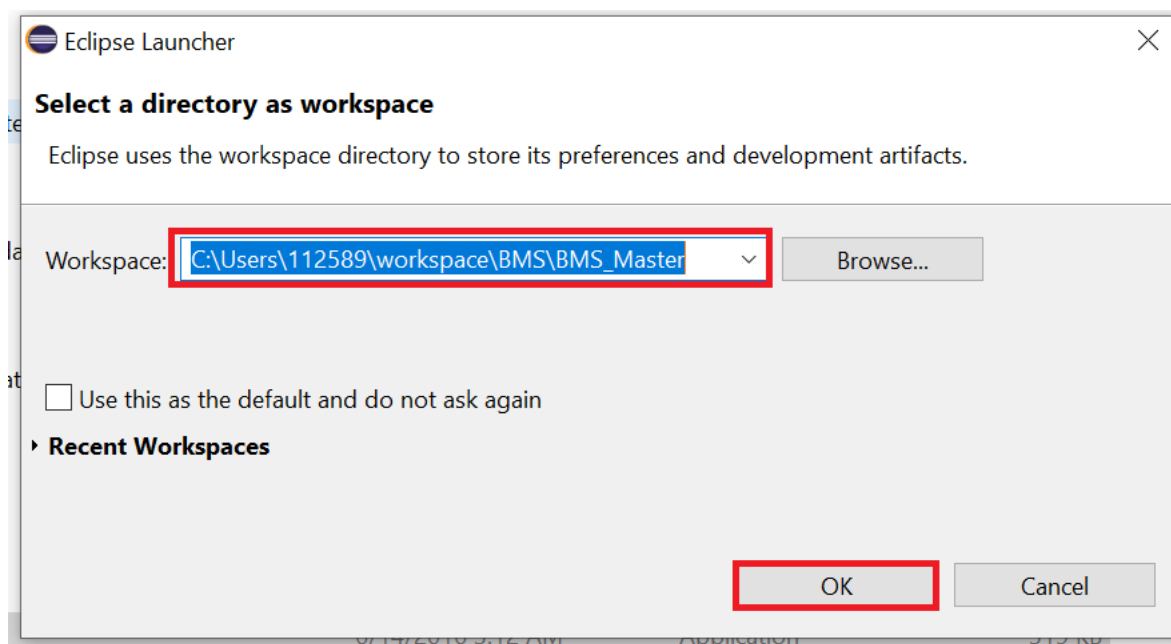 Eclipse Launcher
Select a directory as workspace
Eclipse uses the workspace directory to store its preferences and development artifacts.
Workspace: C:\Users\112589\workspace\BMS\BMS_Master Browse...
Use this as the default and do not ask again
Recent Workspaces
OK Cancel